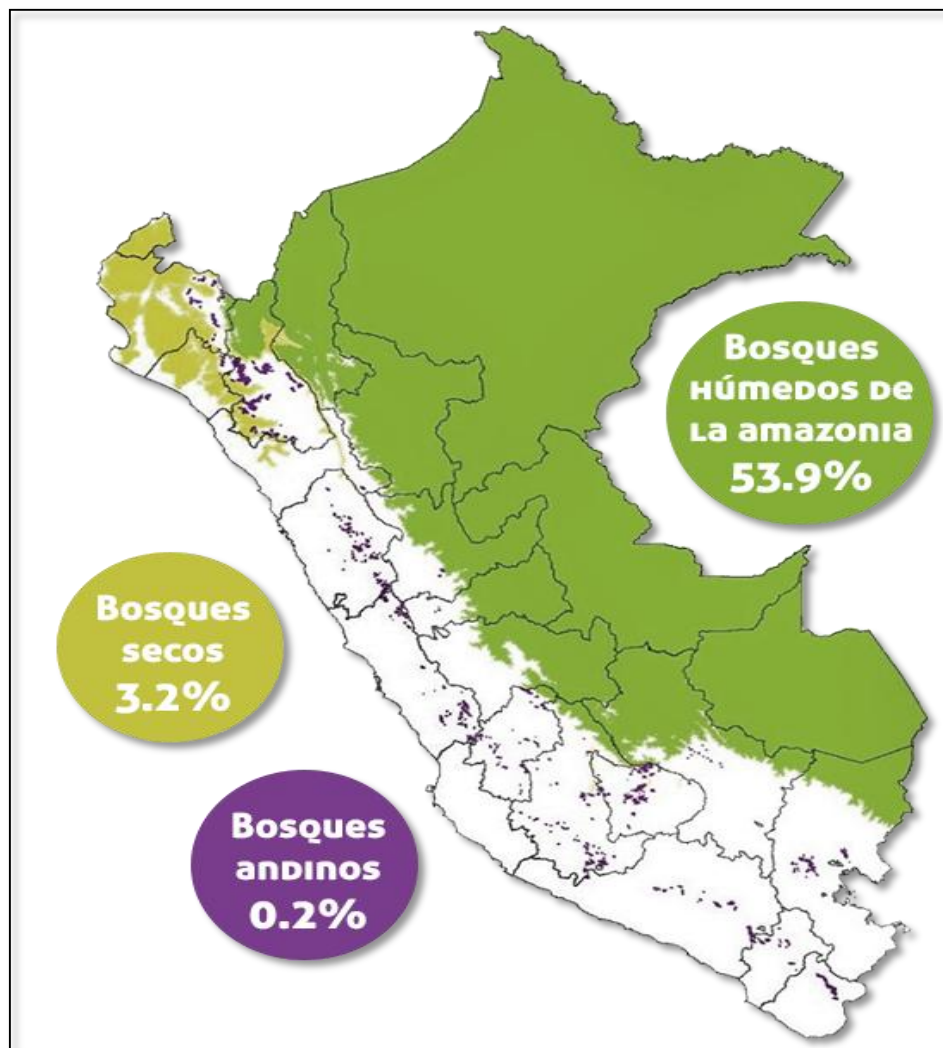 Bosques
HÚMEDOS DE
La amazonia
53.9%
Bosques
secos
3.2%
Bosques
andinos
0.2%